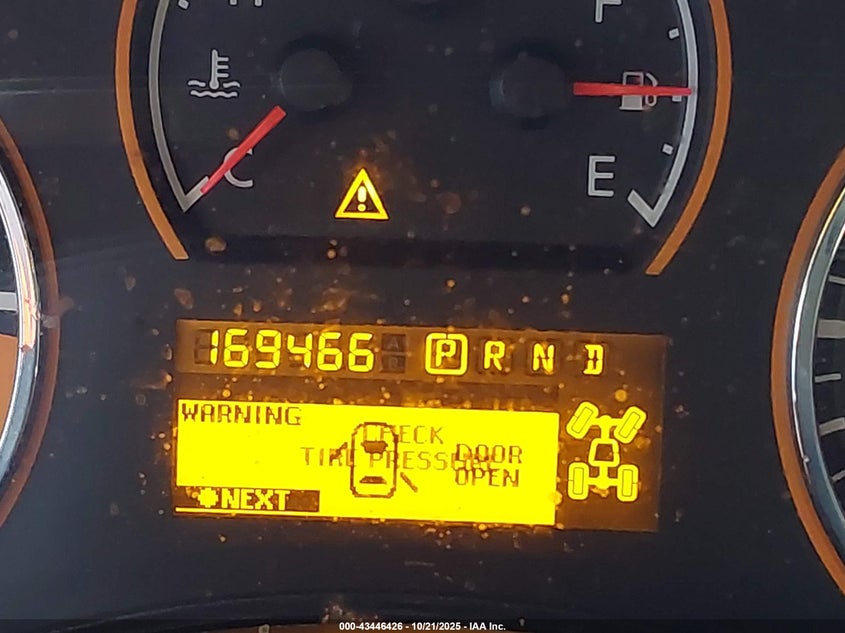 H
F
C
E
169466
P R N D
WARNING
CHECK
TIRE PRESSURE
DOOR
OPEN
✱NEXT
000-43446426 - 10/21/2025 - IAA Inc.